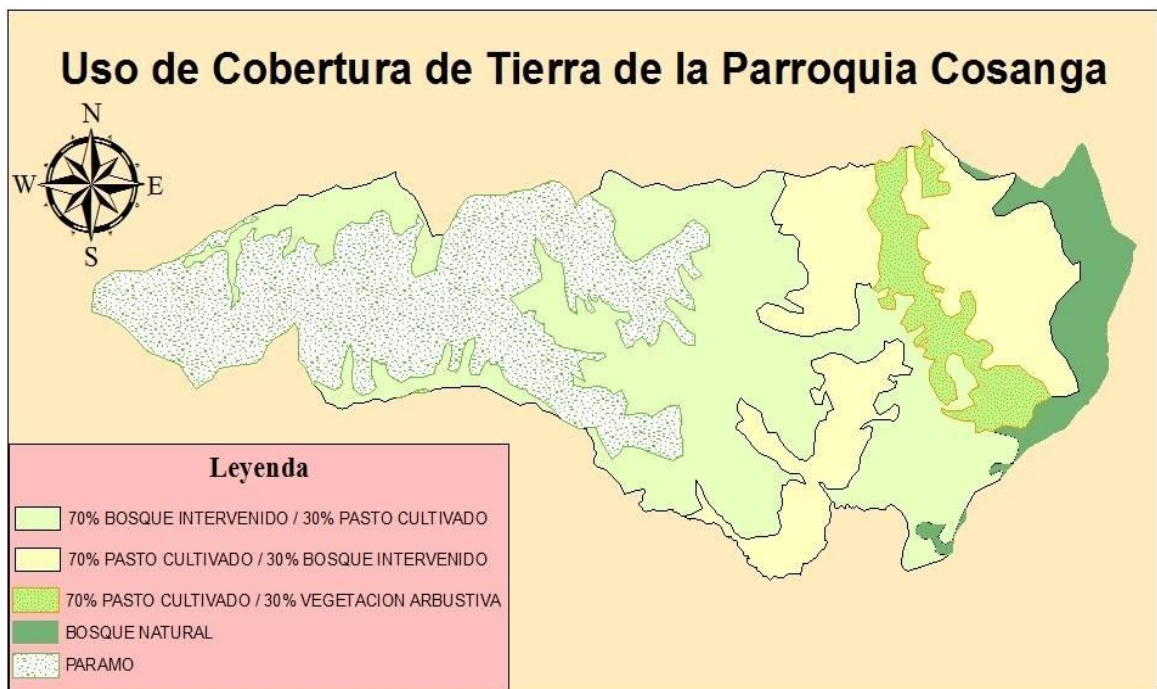 Uso de Cobertura de Tierra de la Parroquia Cosanga
N
W E
S
Leyenda
70% BOSQUE INTERVENIDO / 30% PASTO CULTIVADO
70% PASTO CULTIVADO / 30% BOSQUE INTERVENIDO
70% PASTO CULTIVADO / 30% VEGETACION ARBUSTIVA
BOSQUE NATURAL
PARAMO